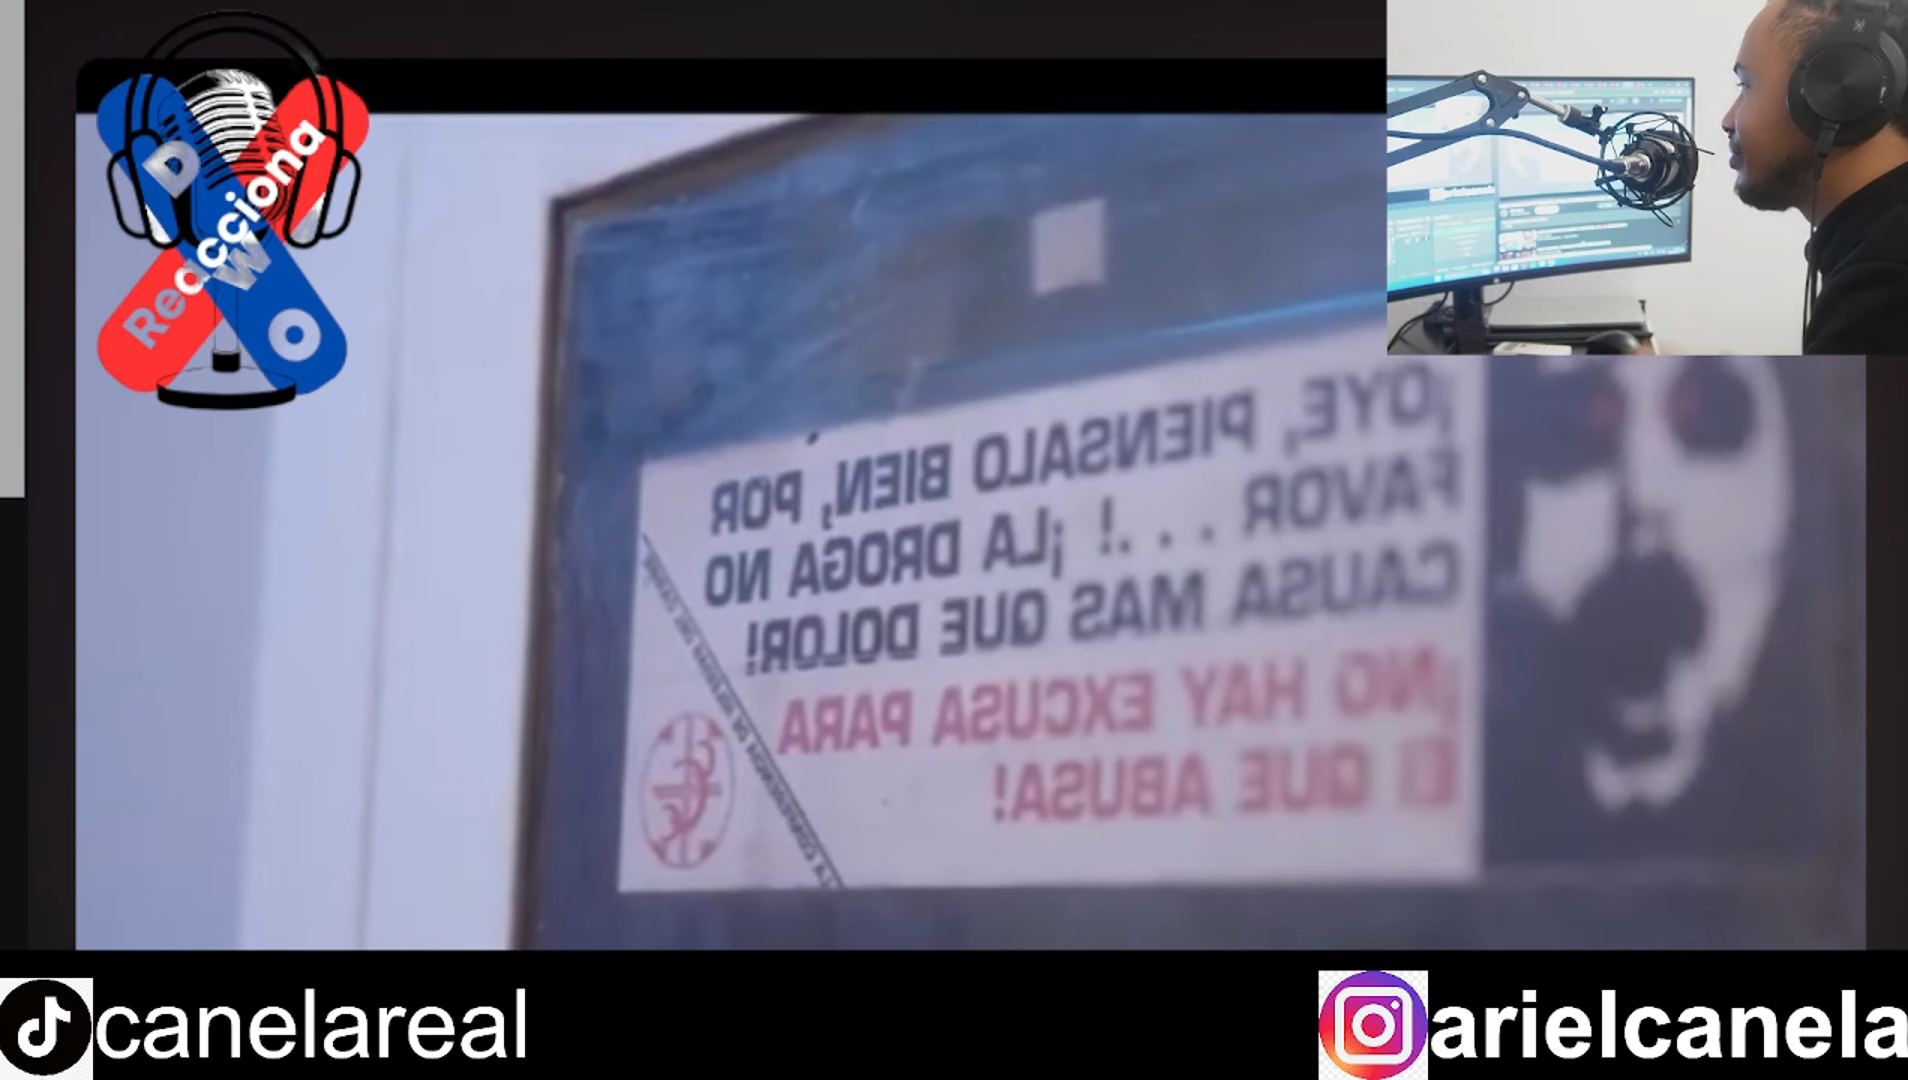 DWO
Reacciona
¡OYE, PIENSALO BIEN, POR
FAVOR . . . .! ¡LA DROGA NO
CAUSA MAS QUE DOLOR!
¡NO HAY EXCUSA PARA
El QUE ABUSA!
canelareal
arielcanela